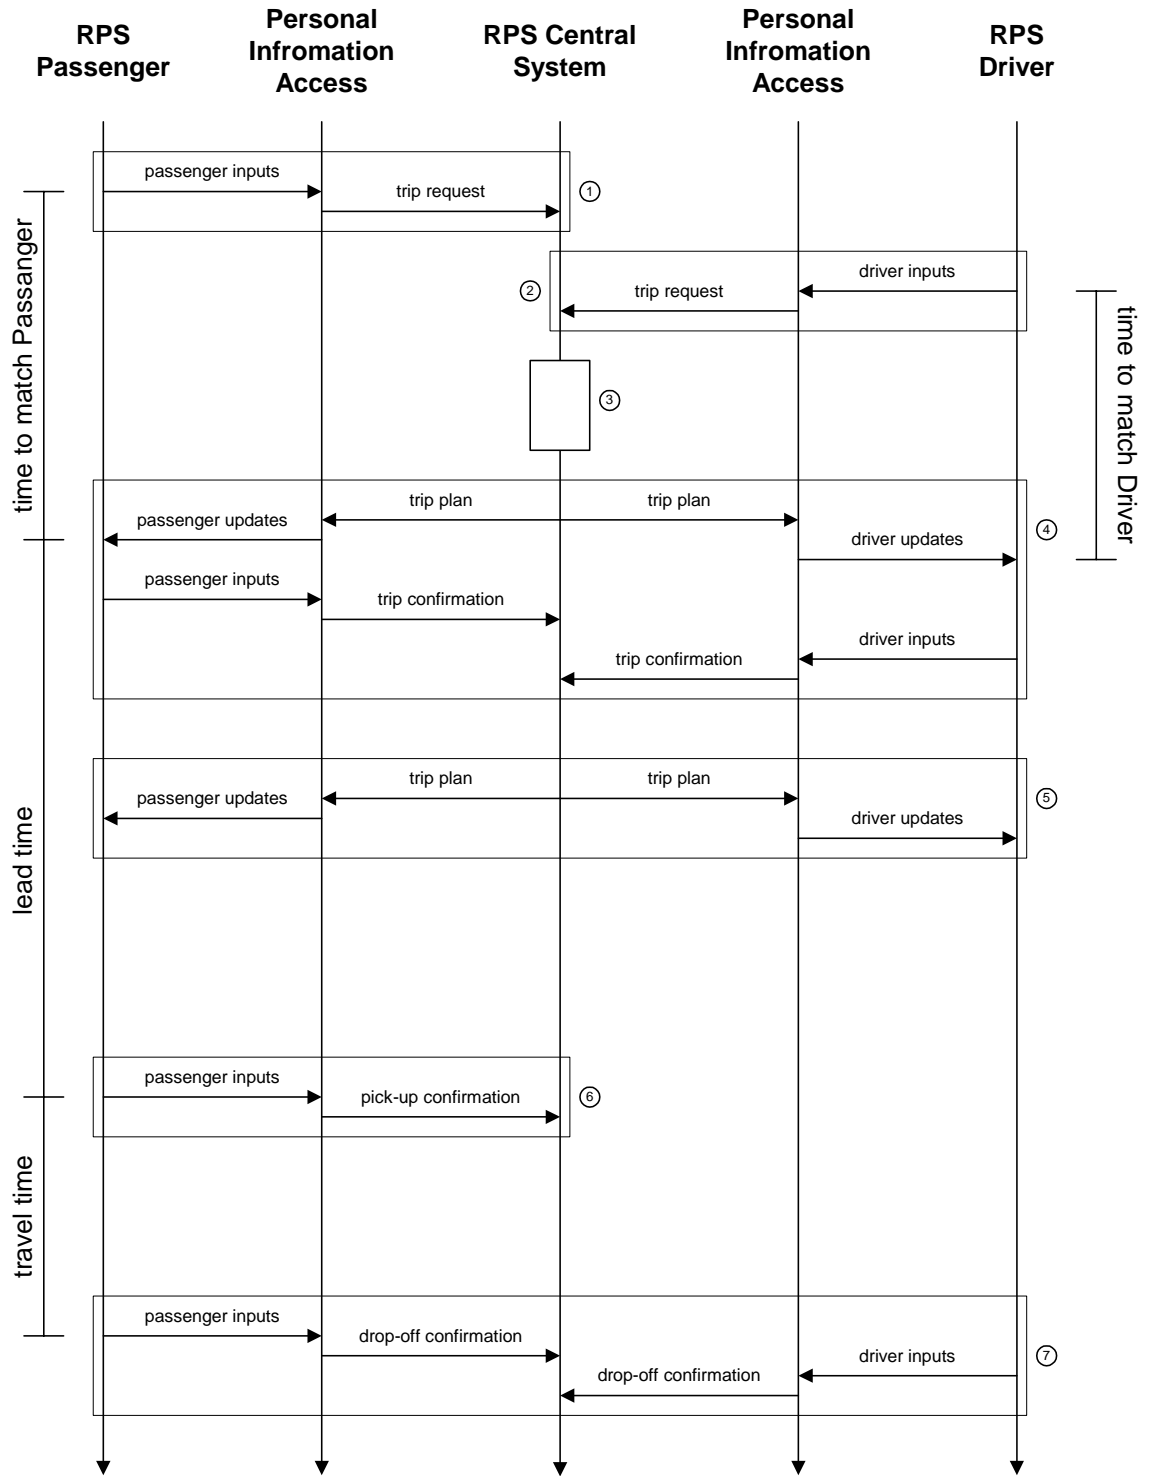 RPS
Passenger
Personal
Infromation
Access
RPS Central
System
Personal
Infromation
Access
RPS
Driver
passenger inputs
trip request
1
time to match Passanger
driver inputs
trip request
2
time to match Driver
3
trip plan
trip plan
passenger updates
driver updates
4
passenger inputs
trip confirmation
driver inputs
trip confirmation
lead time
trip plan
trip plan
passenger updates
driver updates
5
passenger inputs
pick-up confirmation
6
travel time
passenger inputs
drop-off confirmation
driver inputs
drop-off confirmation
7